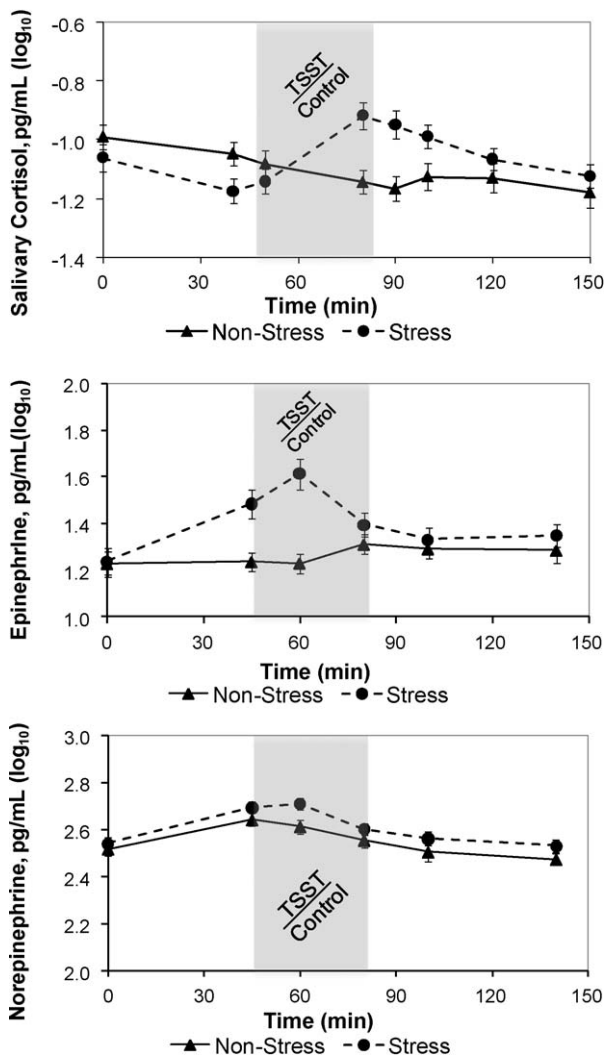 Salivary Cortisol, pg/mL (log10)
-0.6
-0.8
-1.0
-1.2
-1.4
TSST
Control
0 30 60 90 120 150
Time (min)
Non-Stress Stress
Epinephrine, pg/mL(log10)
2.0
1.8
1.6
1.4
1.2
1.0
TSST
Control
0 30 60 90 120 150
Time (min)
Non-Stress Stress
Norepinephrine, pg/mL (log10)
3.0
2.8
2.6
2.4
2.2
2.0
TSST
Control
0 30 60 90 120 150
Time (min)
Non-Stress Stress